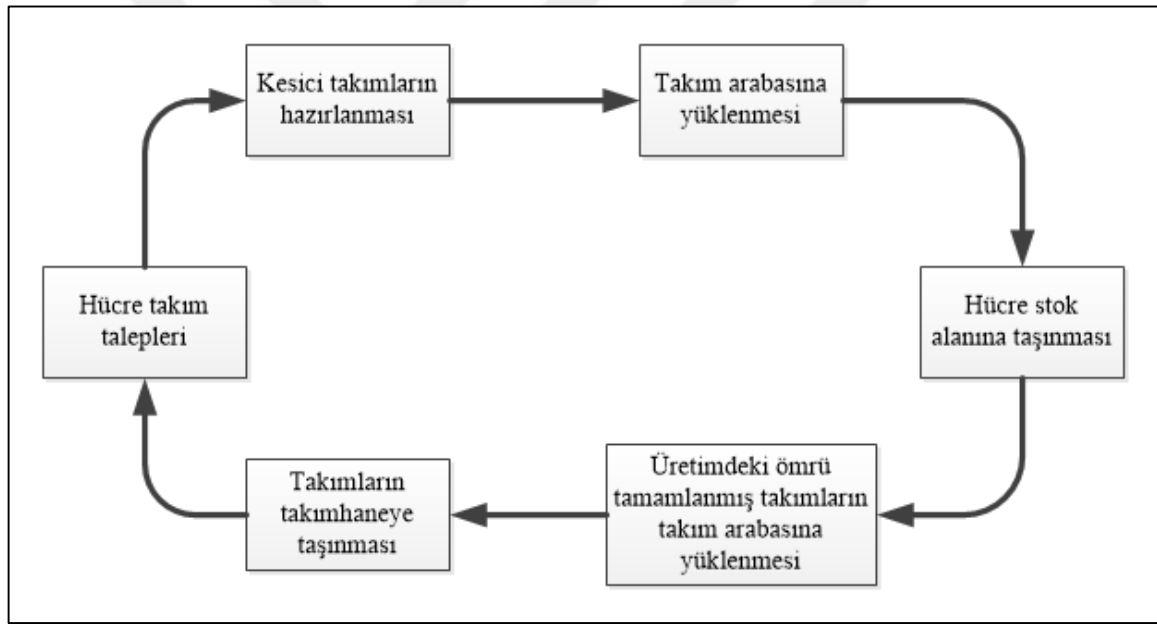 Kesici takımların
hazırlanması
Takım arabasına
yüklenmesi
Hücre takım
talepleri
Hücre stok
alanına taşınması
Takımların
takımhaneye
taşınması
Üretimdeki ömrü
tamamlanmış takımların
takım arabasına
yüklenmesi